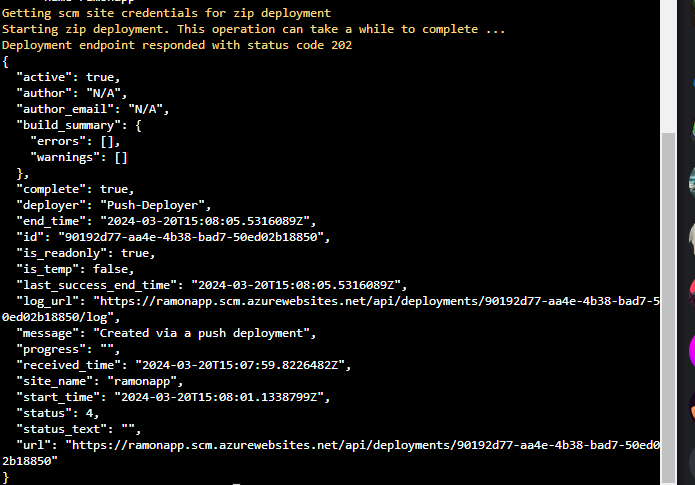 Getting scm site credentials for zip deployment
Starting zip deployment. This operation can take a while to complete ...
Deployment endpoint responded with status code 202
{
  "active": true,
  "author": "N/A",
  "author_email": "N/A",
  "build_summary": {
    "errors": [],
    "warnings": []
  },
  "complete": true,
  "deployer": "Push-Deployer",
  "end_time": "2024-03-20T15:08:05.5316089Z",
  "id": "90192d77-aa4e-4b38-bad7-50ed02b18850",
  "is_readonly": true,
  "is_temp": false,
  "last_success_end_time": "2024-03-20T15:08:05.5316089Z",
  "log_url": "https://ramonapp.scm.azurewebsites.net/api/deployments/90192d77-aa4e-4b38-bad7-5
0ed02b18850/log",
  "message": "Created via a push deployment",
  "progress": "",
  "received_time": "2024-03-20T15:07:59.8226482Z",
  "site_name": "ramonapp",
  "start_time": "2024-03-20T15:08:01.1338799Z",
  "status": 4,
  "status_text": "",
  "url": "https://ramonapp.scm.azurewebsites.net/api/deployments/90192d77-aa4e-4b38-bad7-50ed0
2b18850"
}